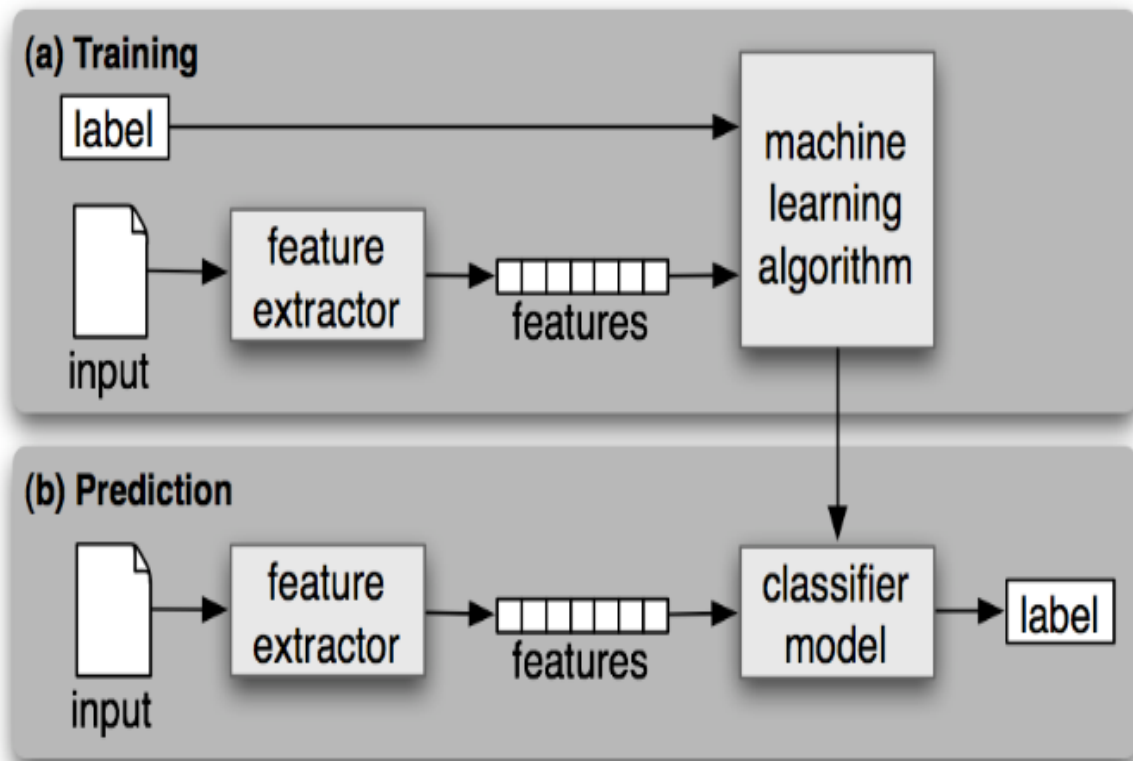 (a) Training
label
machine
learning
algorithm
feature
extractor
features
input
(b) Prediction
feature
extractor
features
classifier
model
label
input